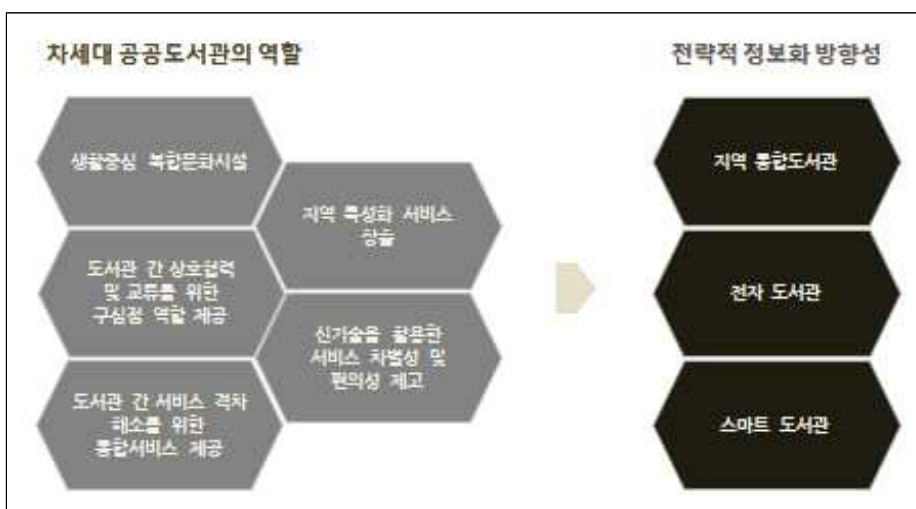 차세대 공공도서관의 역할
전략적 정보화 방향성
생활중심 복합문화시설
지역 특성화 서비스
창출
도서관 간 상호협력
및 교류를 위한
구심점 역할 제공
신기술을 활용한
서비스 차별성 및
편의성 제고
도서관 간 서비스 격차
해소를 위한
통합서비스 제공
지역 통합도서관
전자 도서관
스마트 도서관